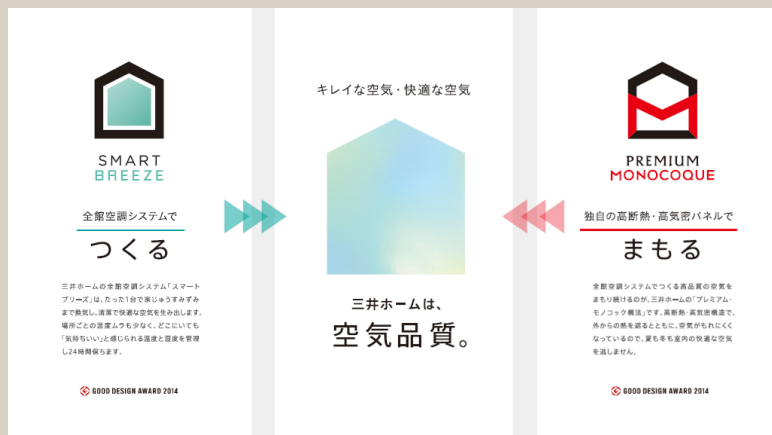 SMART
BREEZE
全館空調システムで
つくる
三井ホームの全館空調システム「スマート
ブリーズ」は、たった1台で家じゅうすみずみ
まで換気し、清潔で快適な空気を生み出します。
場所ごとの温度ムラも少なく、どこにいても
「気持ちいい」と感じられる温度と湿度を管理
し24時間保ちます。
GOOD DESIGN AWARD 2014
キレイな空気・快適な空気
三井ホームは、
空気品質。
PREMIUM
MONOCOQUE
独自の高断熱・高気密パネルで
まもる
全館空調システムでつくる高品質の空気を
まもり続けるのが、三井ホームの「プレミアム・
モノコック構法」です。高断熱・高気密構造で、
外からの熱を遮るとともに、空気がもれにくく
なっているので、夏も冬も室内の快適な空気
を逃しません。
GOOD DESIGN AWARD 2014